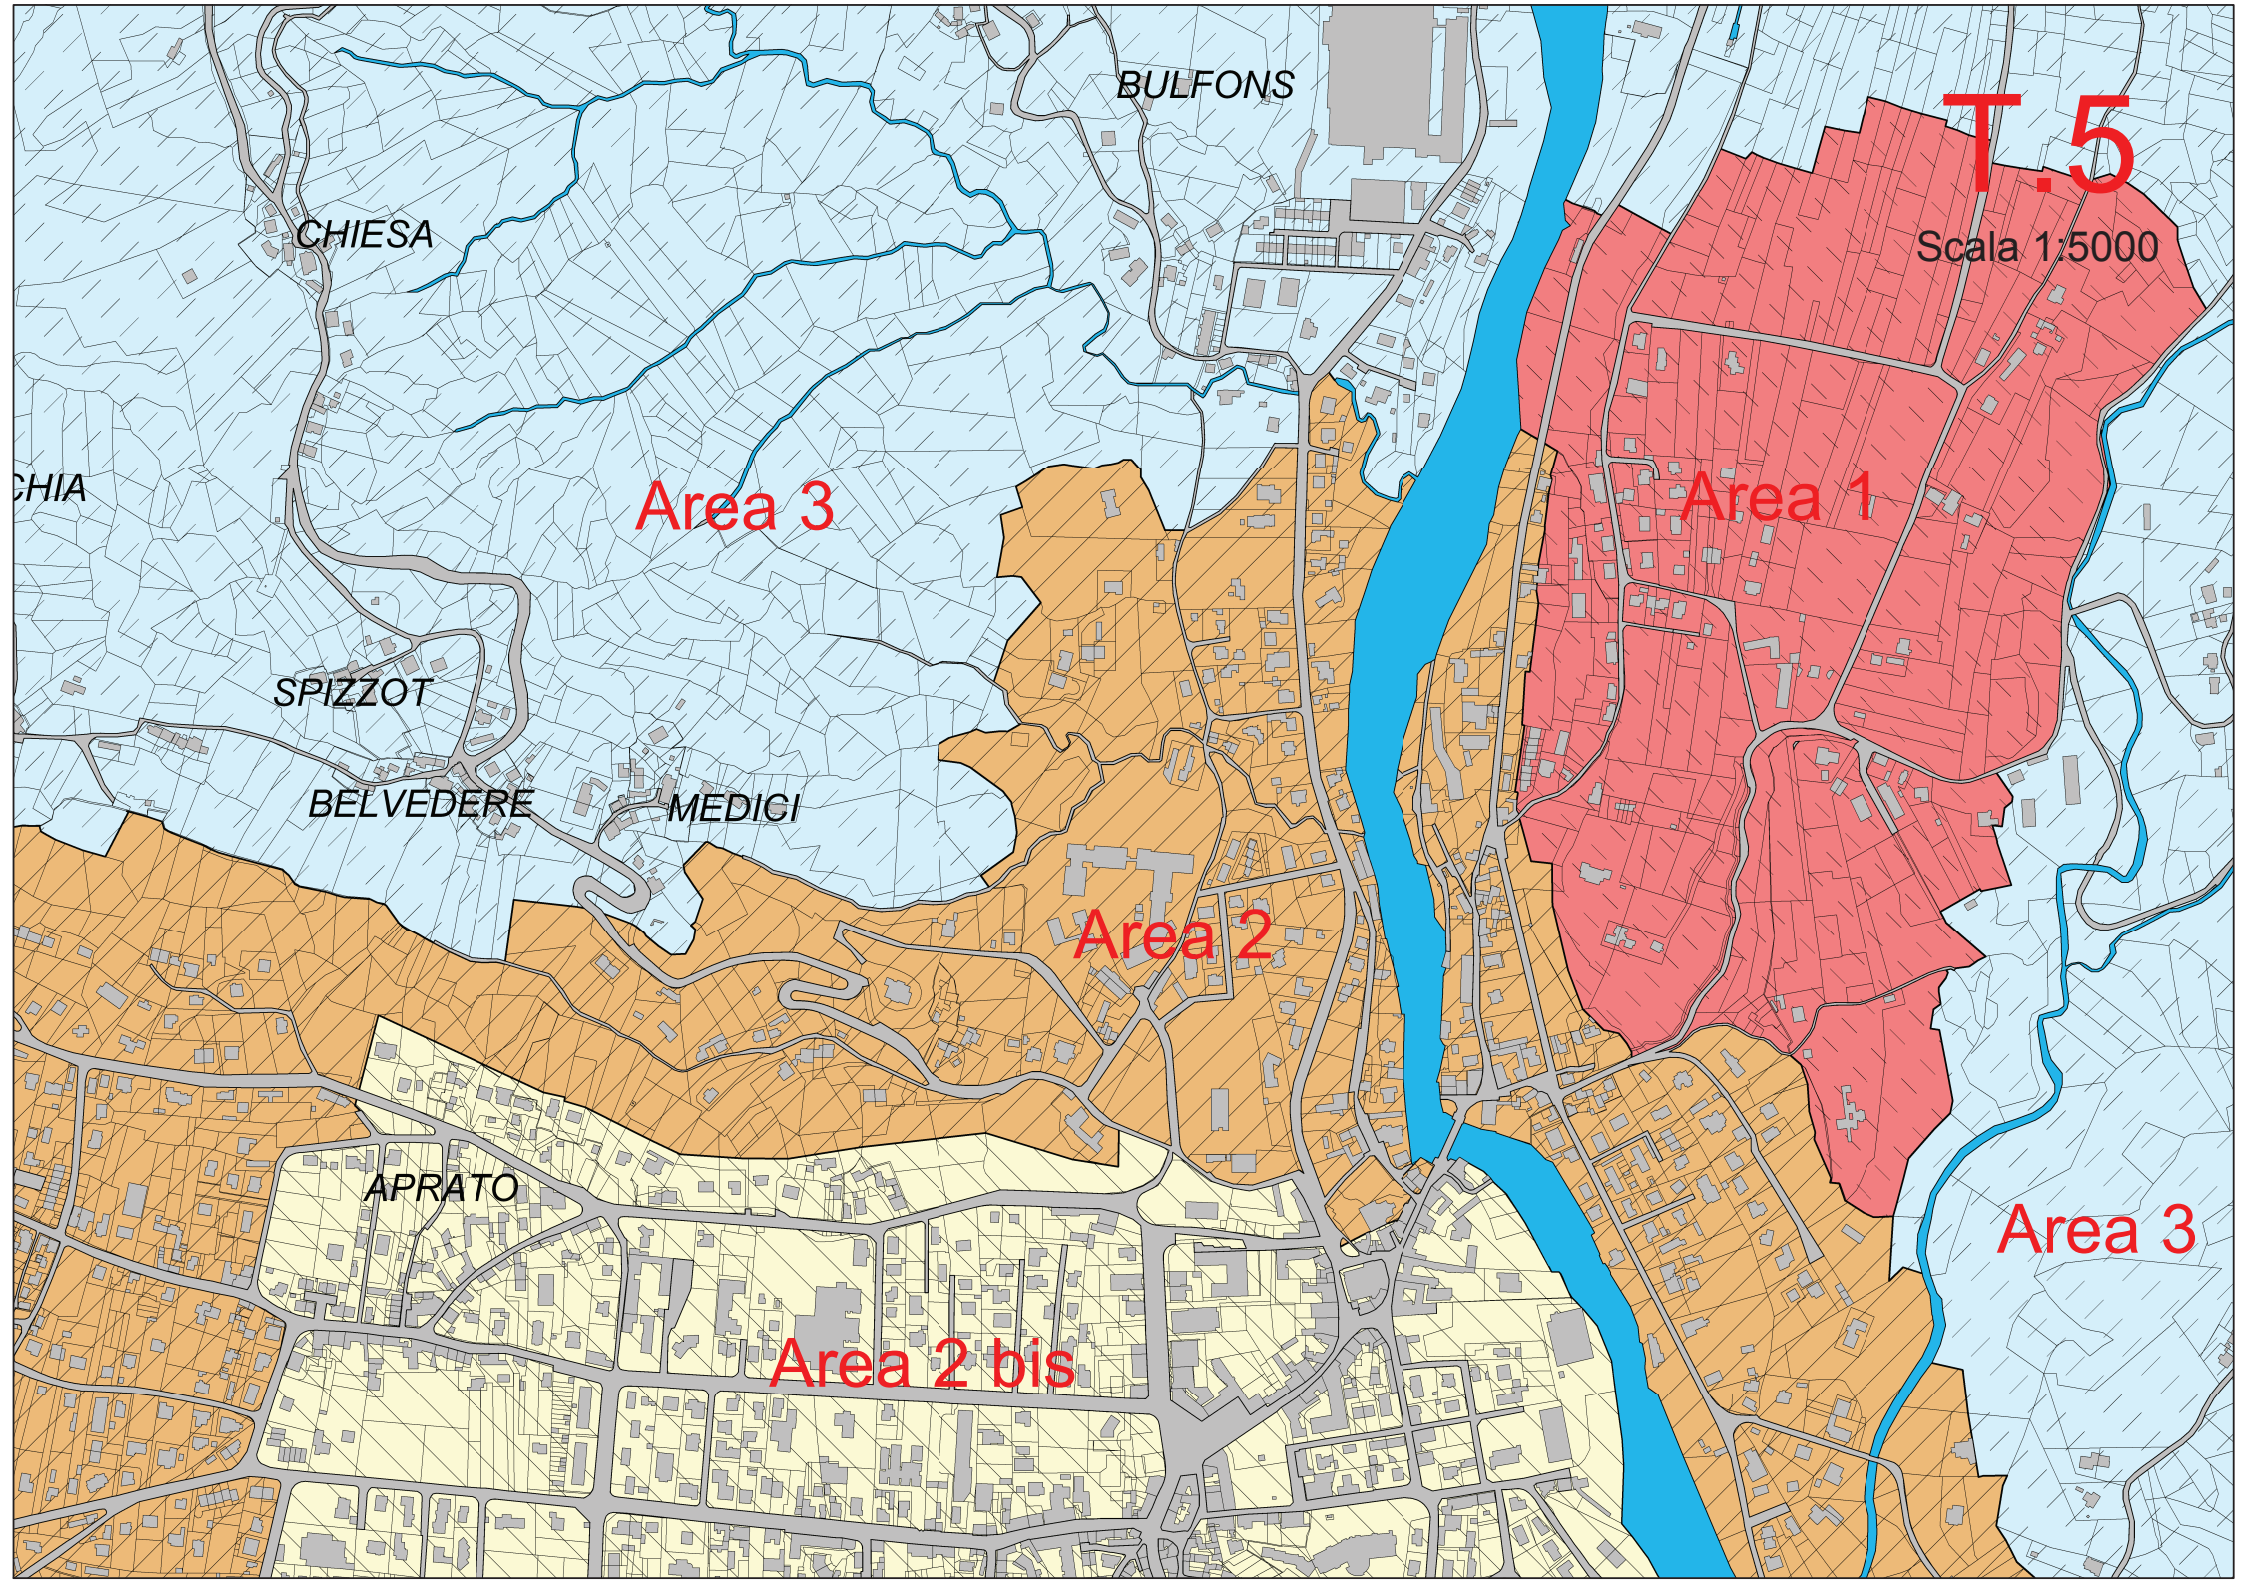 BULFONS
T.5
CHIESA
Scala 1:5000
CHIA
Area 3
Area 1
SPIZZOT
BELVEDERE
MEDICI
Area 2
APRATO
Area 3
Area 2 bis